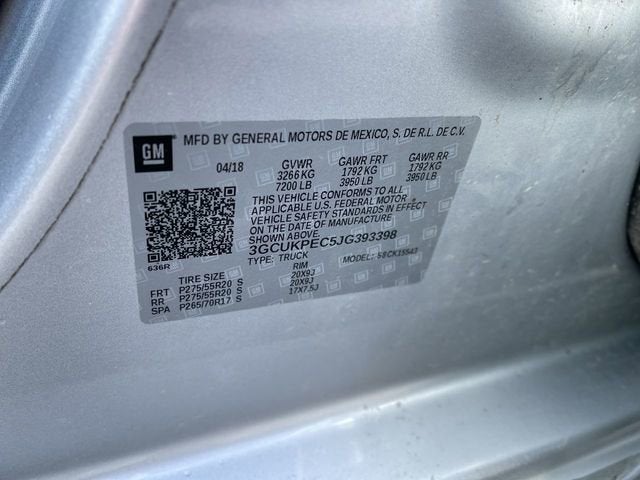 GM
MFD BY GENERAL MOTORS DE MEXICO, S. DE R.L. DE C.V.
04/18 GVWR GAWR FRT GAWR RR
3266 KG 1792 KG 1792 KG
7200 LB 3950 LB 3950 LB
THIS VEHICLE CONFORMS TO ALL
APPLICABLE U.S. FEDERAL MOTOR
VEHICLE SAFETY STANDARDS IN EFFECT
ON THE DATE OF MANUFACTURE
3GCUKPEC5JG393398
TYPE: TRUCK MODEL:
636R
TIRE SIZE RIM
FRT P275/55R20 S 20X9J
RR P275/55R20 S 20X9J
SPA P265/70R17 S 17X7.5J